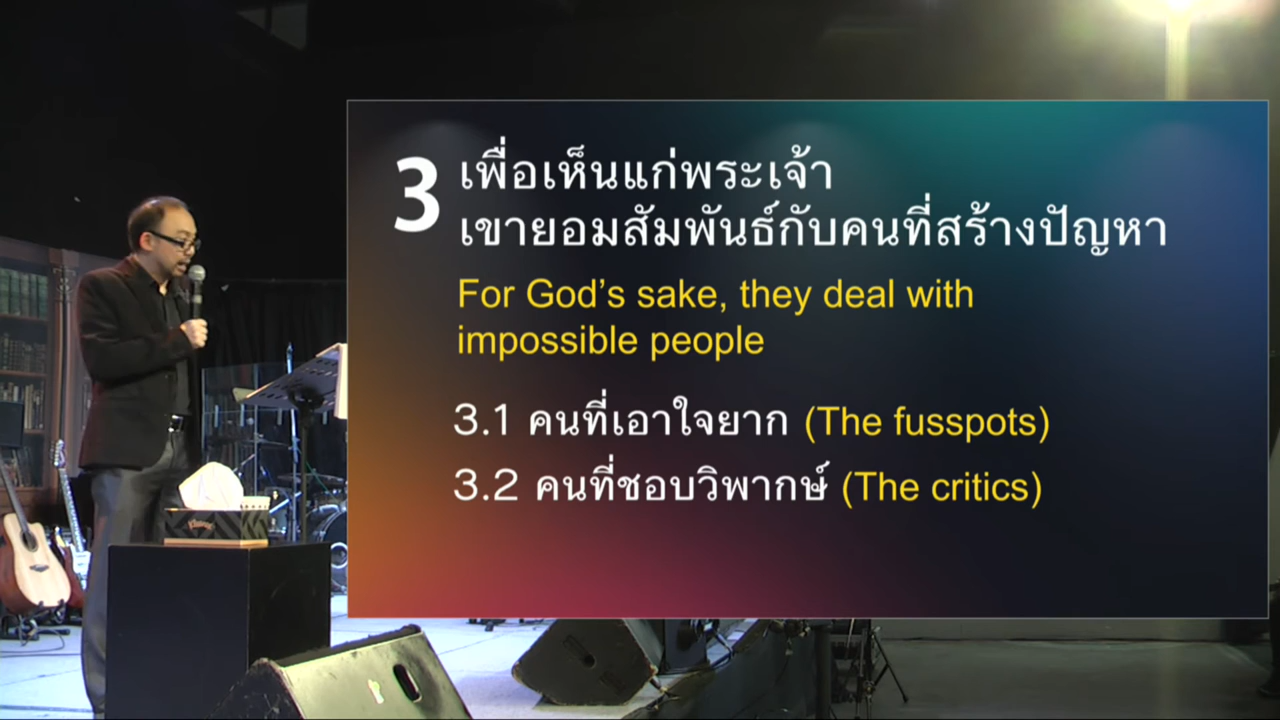 3 เพื่อเห็นแก่พระเจ้า
เขายอมสัมพันธ์กับคนที่สร้างปัญหา
For God's sake, they deal with
impossible people
3.1 คนที่เอาใจยาก (The fusspots)
3.2 คนที่ชอบวิพากษ์ (The critics)
Kleenex